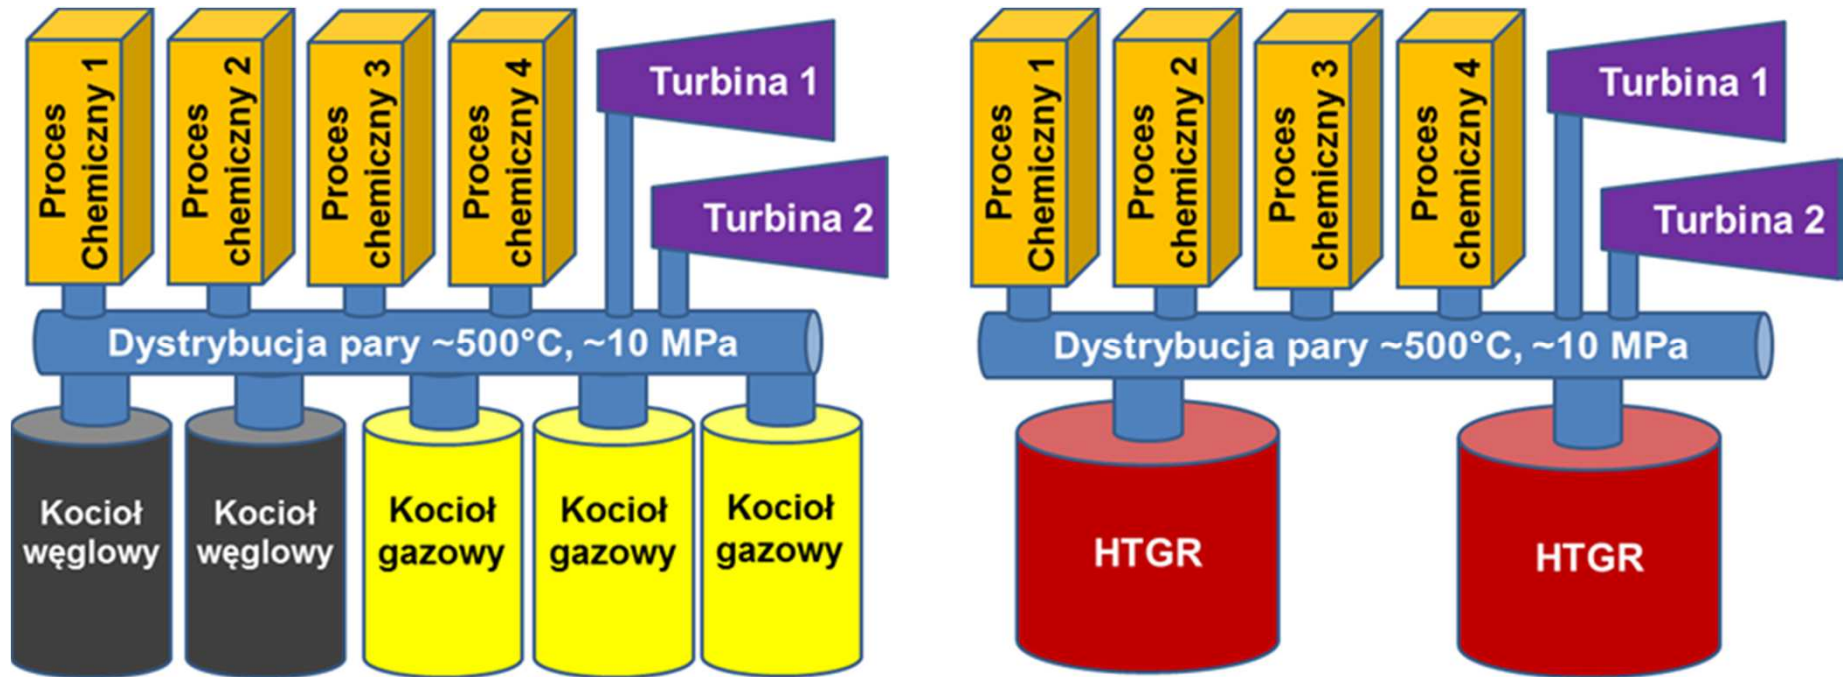 Proces
Chemiczny 1
Proces
chemiczny 2
Proces
chemiczny 3
Proces
chemiczny 4
Turbina 1
Turbina 2
Dystrybucja pary ~500°C, ~10 MPa
Kocioł
węglowy
Kocioł
węglowy
Kocioł
gazowy
Kocioł
gazowy
Kocioł
gazowy
Proces
Chemiczny 1
Proces
chemiczny 2
Proces
chemiczny 3
Proces
chemiczny 4
Turbina 1
Turbina 2
Dystrybucja pary ~500°C, ~10 MPa
HTGR
HTGR